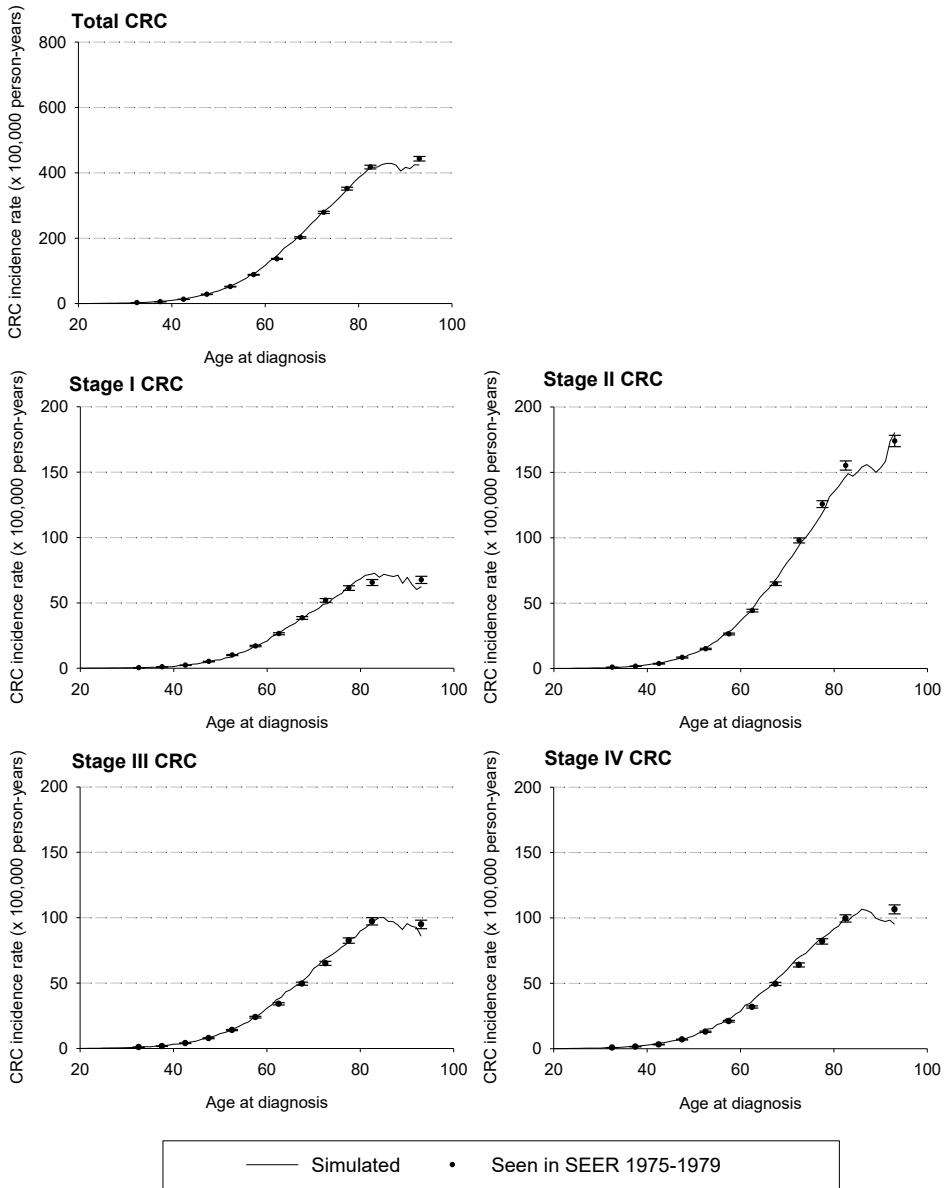 Total CRC
CRC incidence rate (x 100,000 person-years)
800
600
400
200
0
20 40 60 80 100
Age at diagnosis
Stage I CRC
CRC incidence rate (x 100,000 person-years)
200
150
100
50
0
20 40 60 80 100
Age at diagnosis
Stage II CRC
CRC incidence rate (x 100,000 person-years)
200
150
100
50
0
20 40 60 80 100
Age at diagnosis
Stage III CRC
CRC incidence rate (x 100,000 person-years)
200
150
100
50
0
20 40 60 80 100
Age at diagnosis
Stage IV CRC
CRC incidence rate (x 100,000 person-years)
200
150
100
50
0
20 40 60 80 100
Age at diagnosis
Simulated Seen in SEER 1975-1979